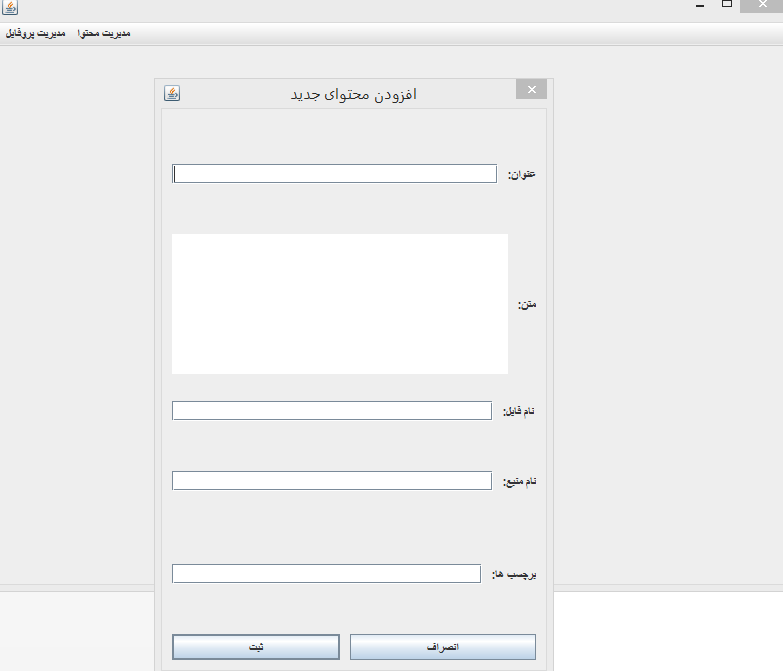 مدیریت پروفایل مدیریت محتوا
افزودن محتوای جدید
عنوان:
متن:
نام فایل:
نام منبع:
برچسب ها:
انصراف
ثبت